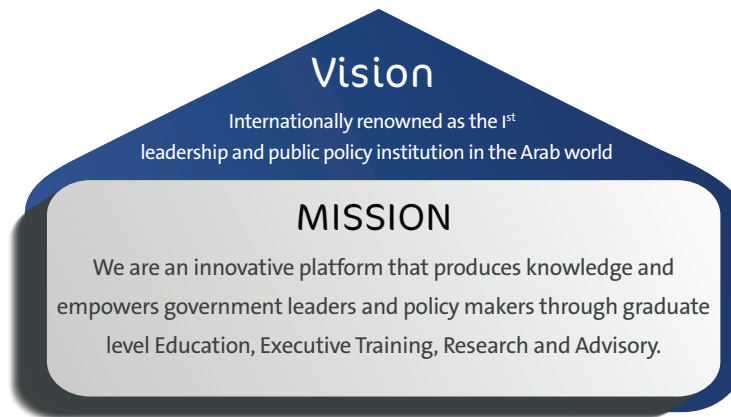 Vision
Internationally renowned as the Ist
leadership and public policy institution in the Arab world
MISSION
We are an innovative platform that produces knowledge and
empowers government leaders and policy makers through graduate
level Education, Executive Training, Research and Advisory.